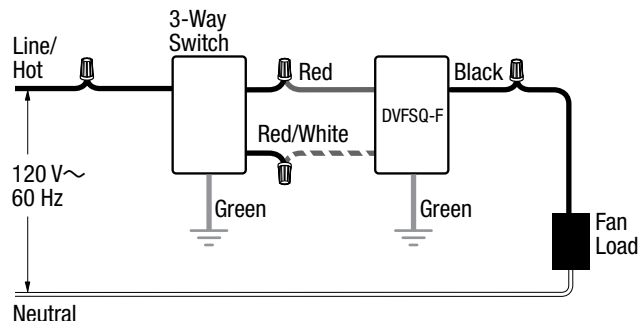 3-Way
Switch
Line/
Hot
Red
Black
DVFSQ-F
Red/White
120 V~
60 Hz
Green
Green
Fan
Load
Neutral